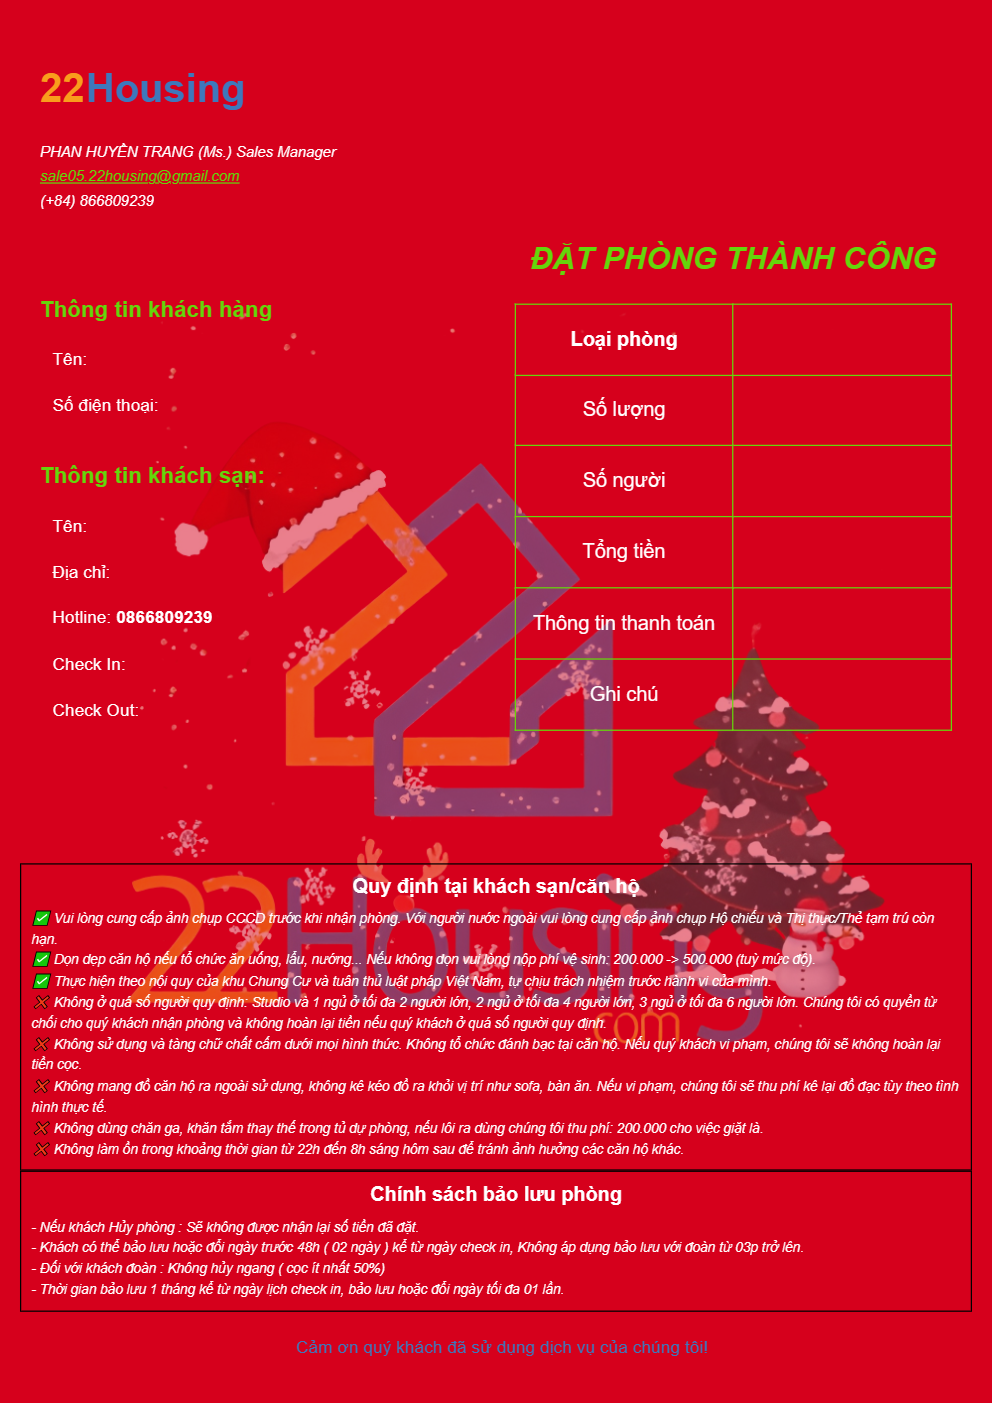 22Housing
PHAN HUYỀN TRANG (Ms.) Sales Manager
sale05.22housing@gmail.com
(+84) 866809239
ĐẶT PHÒNG THÀNH CÔNG
Thông tin khách hàng
Tên:
Số điện thoại:
Thông tin khách sạn:
Tên:
Địa chỉ:
Hotline: 0866809239
Check In:
Check Out:
Loại phòng
Số lượng
Số người
Tổng tiền
Thông tin thanh toán
Ghi chú
22Housing
com
Quy định tại khách sạn/căn hộ
✅ Vui lòng cung cấp ảnh chụp CCCD trước khi nhận phòng. Với người nước ngoài vui lòng cung cấp ảnh chụp Hộ chiếu và Thị thực/Thẻ tạm trú còn
hạn.
✅ Dọn dẹp căn hộ nếu tổ chức ăn uống, lẩu, nướng... Nếu không dọn vui lòng nộp phí vệ sinh: 200.000 -> 500.000 (tuỳ mức độ).
✅ Thực hiện theo nội quy của khu Chung Cư và tuân thủ luật pháp Việt Nam, tự chịu trách nhiệm trước hành vi của mình.
❌ Không ở quá số người quy định: Studio và 1 ngủ ở tối đa 2 người lớn, 2 ngủ ở tối đa 4 người lớn, 3 ngủ ở tối đa 6 người lớn. Chúng tôi có quyền từ
chối cho quý khách nhận phòng và không hoàn lại tiền nếu quý khách ở quá số người quy định.
❌ Không sử dụng và tàng chữ chất cấm dưới mọi hình thức. Không tổ chức đánh bạc tại căn hộ. Nếu quý khách vi phạm, chúng tôi sẽ không hoàn lại
tiền cọc.
❌ Không mang đồ căn hộ ra ngoài sử dụng, không kê kéo đồ ra khỏi vị trí như sofa, bàn ăn. Nếu vi phạm, chúng tôi sẽ thu phí kê lại đồ đạc tùy theo tình
hình thực tế.
❌ Không dùng chăn ga, khăn tắm thay thế trong tủ dự phòng, nếu lôi ra dùng chúng tôi thu phí: 200.000 cho việc giặt là.
❌ Không làm ồn trong khoảng thời gian từ 22h đến 8h sáng hôm sau để tránh ảnh hưởng các căn hộ khác.
Chính sách bảo lưu phòng
- Nếu khách Hủy phòng : Sẽ không được nhận lại số tiền đã đặt.
- Khách có thể bảo lưu hoặc đổi ngày trước 48h ( 02 ngày ) kể từ ngày check in, Không áp dụng bảo lưu với đoàn từ 03p trở lên.
- Đối với khách đoàn : Không hủy ngang ( cọc ít nhất 50%)
- Thời gian bảo lưu 1 tháng kể từ ngày lịch check in, bảo lưu hoặc đổi ngày tối đa 01 lần.
Cảm ơn quý khách đã sử dụng dịch vụ của chúng tôi!